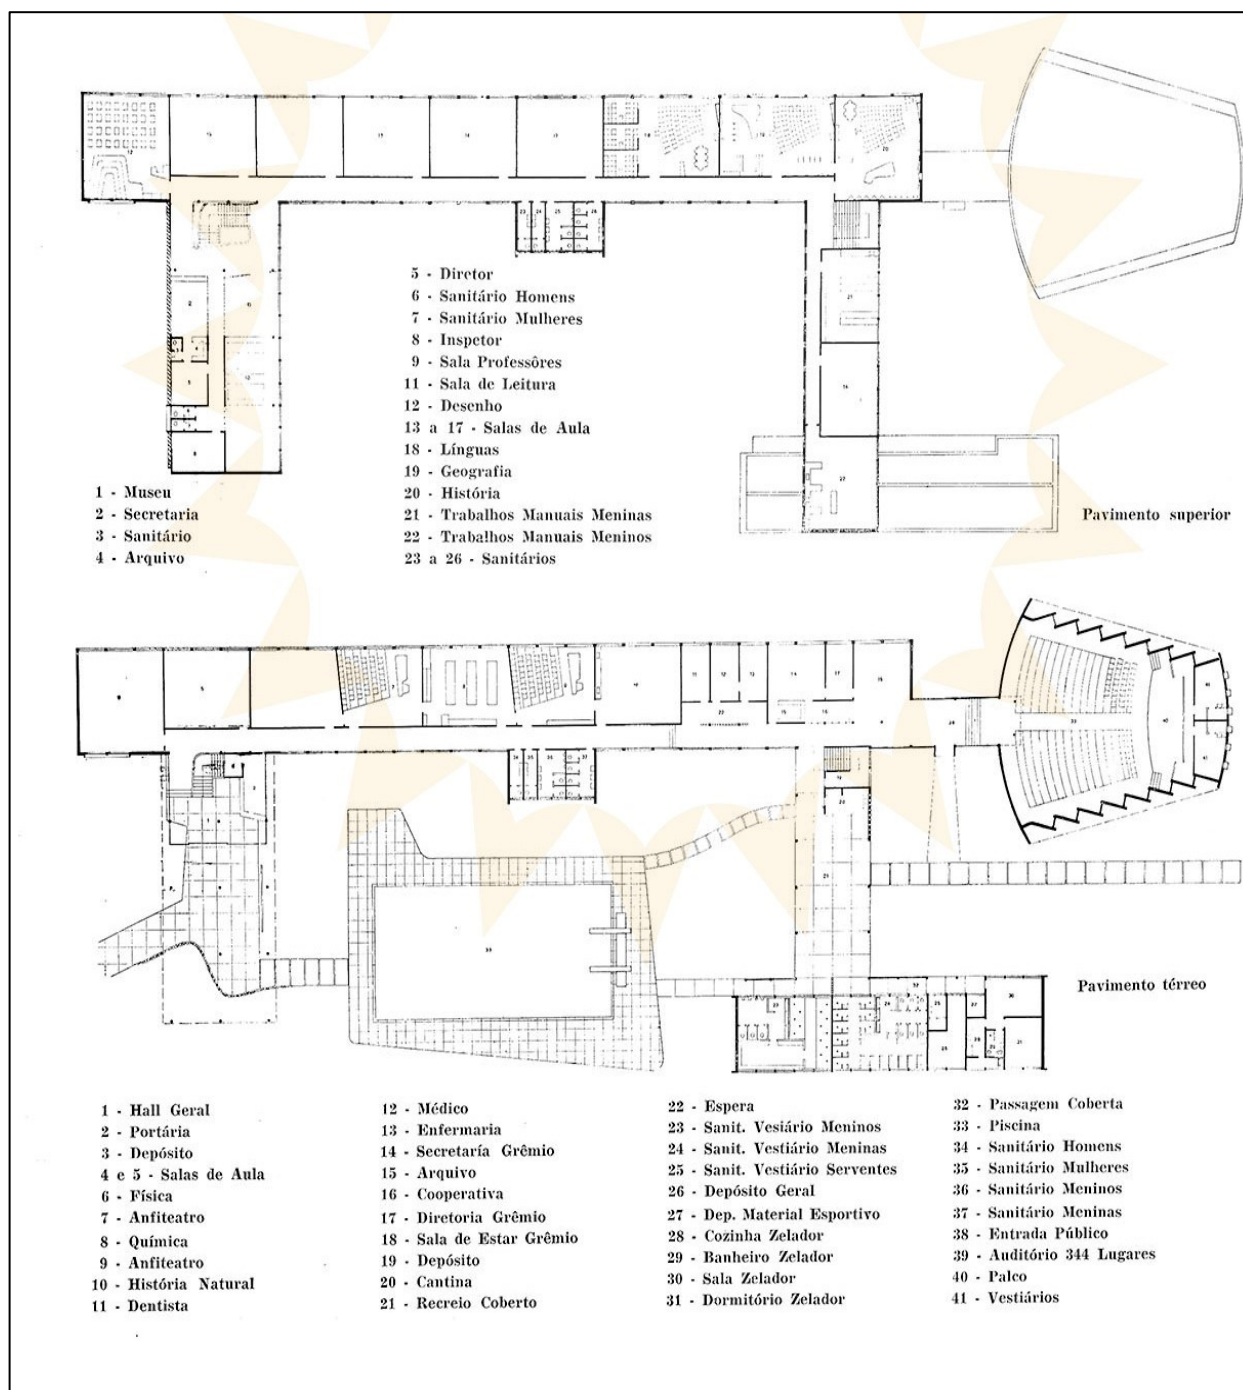 5 - Diretor
6 - Sanitário Homens
7 - Sanitário Mulheres
8 - Inspetor
9 - Sala Professôres
11 - Sala de Leitura
12 - Desenho
13 a 17 - Salas de Aula
18 - Línguas
19 - Geografia
20 - História
21 - Trabalhos Manuais Meninas
22 - Trabalhos Manuais Meninos
23 a 26 - Sanitários
1 - Museu
2 - Secretaria
3 - Sanitário
4 - Arquivo
Pavimento superior
Pavimento térreo
1 - Hall Geral
2 - Portária
3 - Depósito
4 e 5 - Salas de Aula
6 - Física
7 - Anfiteatro
8 - Química
9 - Anfiteatro
10 - História Natural
11 - Dentista
12 - Médico
13 - Enfermaria
14 - Secretaría Grêmio
15 - Arquivo
16 - Cooperativa
17 - Diretoria Grêmio
18 - Sala de Estar Grêmio
19 - Depósito
20 - Cantina
21 - Recreio Coberto
22 - Espera
23 - Sanit. Vesiário Meninos
24 - Sanit. Vestiário Meninas
25 - Sanit. Vestiário Serventes
26 - Depósito Geral
27 - Dep. Material Esportivo
28 - Cozinha Zelador
29 - Banheiro Zelador
30 - Sala Zelador
31 - Dormitório Zelador
32 - Passagem Coberta
33 - Piscina
34 - Sanitário Homens
35 - Sanitário Mulheres
36 - Sanitário Meninos
37 - Sanitário Meninas
38 - Entrada Público
39 - Auditório 344 Lugares
40 - Palco
41 - Vestiários